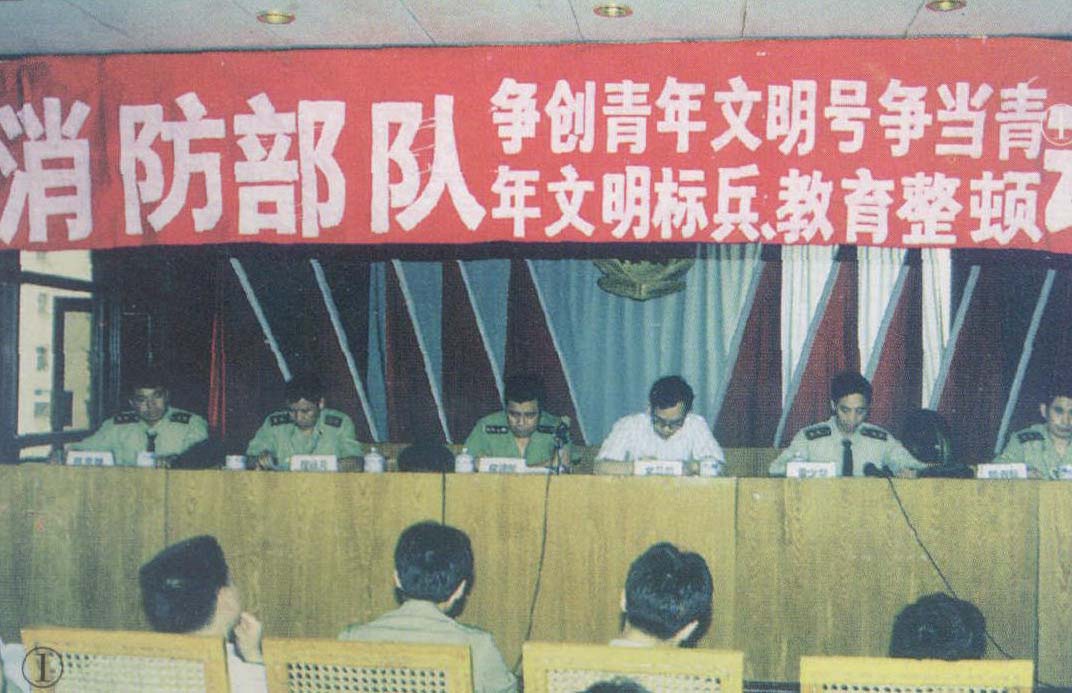 消防部队
争创青年文明号争当青
年文明标兵、教育整顿
①